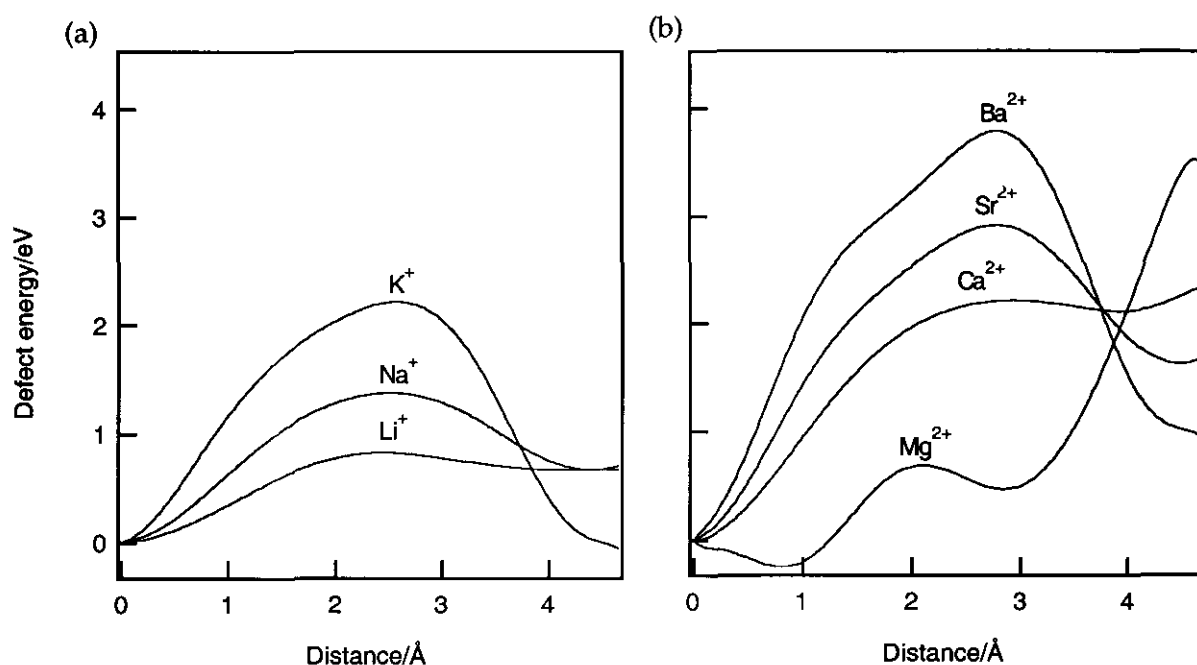 (a)
Defect energy/eV
4
3
2
1
0
K+
Na+
Li+
0 1 2 3 4
Distance/Å
(b)
Ba2+
Sr2+
Ca2+
Mg2+
0 1 2 3 4
Distance/Å